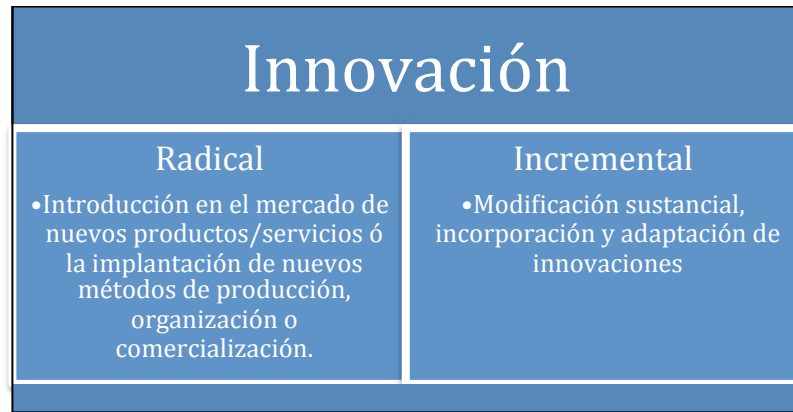 Innovación
Radical
•Introducción en el mercado de
nuevos productos/servicios ó
la implantación de nuevos
métodos de producción,
organización o
comercialización.
Incremental
•Modificación sustancial,
incorporación y adaptación de
innovaciones